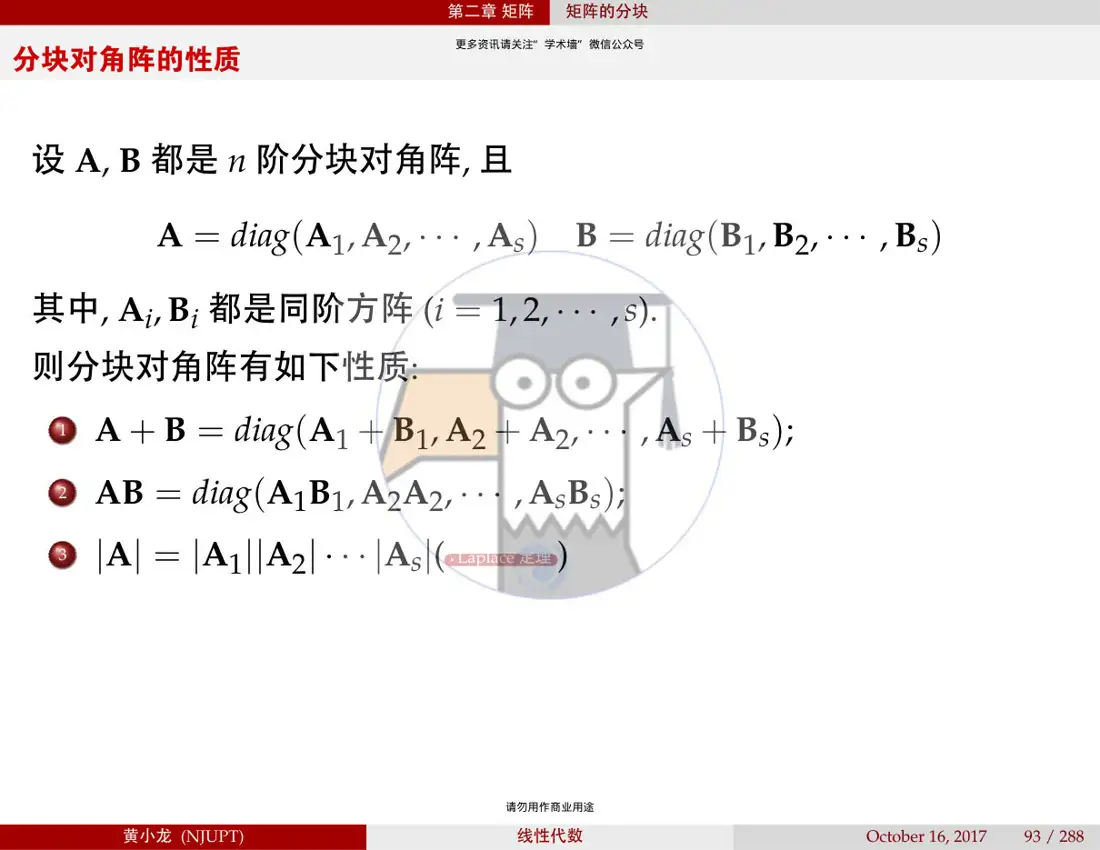 第二章 矩阵 矩阵的分块
更多资讯请关注“学术墙”微信公众号
分块对角阵的性质
设 A, B 都是 n 阶分块对角阵, 且
A = diag(A₁, A₂, ⋯ , Aₛ) B = diag(B₁, B₂, ⋯ , Bₛ)
其中, Aᵢ, Bᵢ 都是同阶方阵 (i = 1, 2, ⋯ , s).
则分块对角阵有如下性质:
1 A + B = diag(A₁ + B₁, A₂ + A₂, ⋯ , Aₛ + Bₛ);
2 AB = diag(A₁B₁, A₂A₂, ⋯ , AₛBₛ);
3 |A| = |A₁||A₂| ⋯ |Aₛ|( Laplace 定理 )
请勿用作商业用途
黄小龙 (NJUPT) 线性代数 October 16, 2017 93 / 288